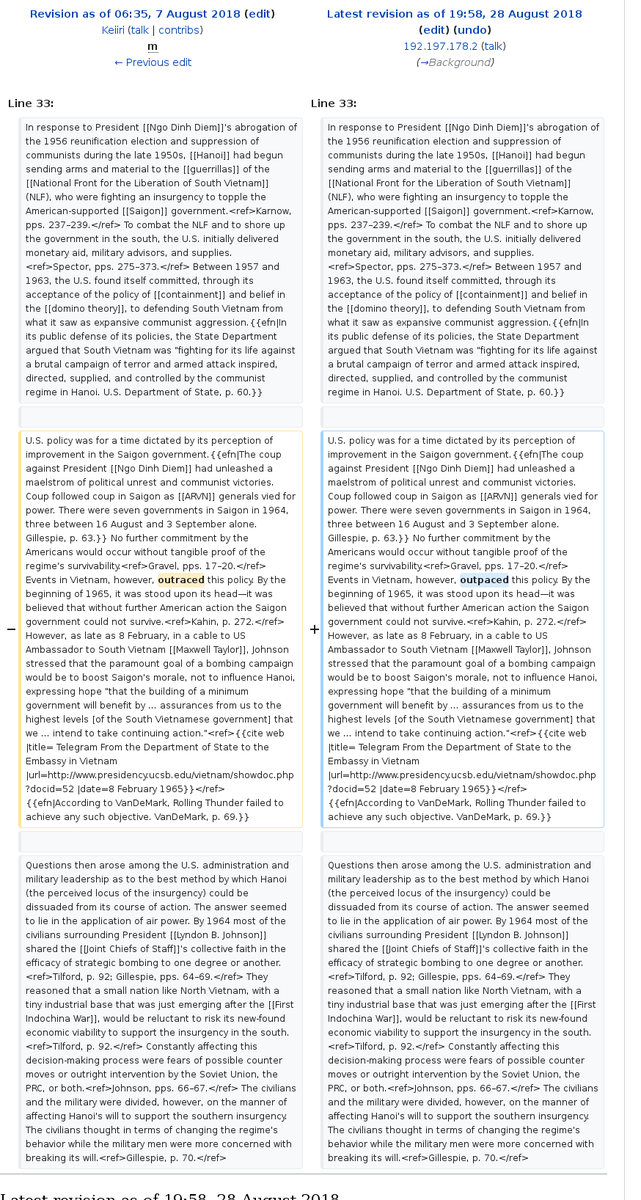 Revision as of 06:35, 7 August 2018 (edit)
Keiiri (talk | contribs)
m
← Previous edit
Latest revision as of 19:58, 28 August 2018
(edit) (undo)
192.197.178.2 (talk)
(→Background)
Line 33:
In response to President [[Ngo Dinh Diem]]'s abrogation of
the 1956 reunification election and suppression of
communists during the late 1950s, [[Hanoi]] had begun
sending arms and material to the [[guerrillas]] of the
[[National Front for the Liberation of South Vietnam]]
(NLF), who were fighting an insurgency to topple the
American-supported [[Saigon]] government.<ref>Karnow,
pps. 237–239.</ref> To combat the NLF and to shore up
the government in the south, the U.S. initially delivered
monetary aid, military advisors, and supplies.
<ref>Spector, pps. 275–373.</ref> Between 1957 and
1963, the U.S. found itself committed, through its
acceptance of the policy of [[containment]] and belief in
the [[domino theory]], to defending South Vietnam from
what it saw as expansive communist aggression.{{efn|In
its public defense of its policies, the State Department
argued that South Vietnam was "fighting for its life against
a brutal campaign of terror and armed attack inspired,
directed, supplied, and controlled by the communist
regime in Hanoi. U.S. Department of State, p. 60.}}
−
U.S. policy was for a time dictated by its perception of
improvement in the Saigon government.{{efn|The coup
against President [[Ngo Dinh Diem]] had unleashed a
maelstrom of political unrest and communist victories.
Coup followed coup in Saigon as [[ARVN]] generals vied for
power. There were seven governments in Saigon in 1964,
three between 16 August and 3 September alone.
Gillespie, p. 63.}} No further commitment by the
Americans would occur without tangible proof of the
regime's survivability.<ref>Gravel, pps. 17–20.</ref>
Events in Vietnam, however, outraced this policy. By the
beginning of 1965, it was stood upon its head—it was
believed that without further American action the Saigon
government could not survive.<ref>Kahin, p. 272.</ref>
However, as late as 8 February, in a cable to US
Ambassador to South Vietnam [[Maxwell Taylor]], Johnson
stressed that the paramount goal of a bombing campaign
would be to boost Saigon's morale, not to influence Hanoi,
expressing hope "that the building of a minimum
government will benefit by ... assurances from us to the
highest levels [of the South Vietnamese government] that
we ... intend to take continuing action."<ref>{{cite web
|title= Telegram From the Department of State to the
Embassy in Vietnam
|url=http://www.presidency.ucsb.edu/vietnam/showdoc.php
?docid=52 |date=8 February 1965}}</ref>
{{efn|According to VanDeMark, Rolling Thunder failed to
achieve any such objective. VanDeMark, p. 69.}}
Questions then arose among the U.S. administration and
military leadership as to the best method by which Hanoi
(the perceived locus of the insurgency) could be
dissuaded from its course of action. The answer seemed
to lie in the application of air power. By 1964 most of the
civilians surrounding President [[Lyndon B. Johnson]]
shared the [[Joint Chiefs of Staff]]'s collective faith in the
efficacy of strategic bombing to one degree or another.
<ref>Tilford, p. 92; Gillespie, pps. 64–69.</ref> They
reasoned that a small nation like North Vietnam, with a
tiny industrial base that was just emerging after the [[First
Indochina War]], would be reluctant to risk its new-found
economic viability to support the insurgency in the south.
<ref>Tilford, p. 92.</ref> Constantly affecting this
decision-making process were fears of possible counter
moves or outright intervention by the Soviet Union, the
PRC, or both.<ref>Johnson, pps. 66–67.</ref> The civilians
and the military were divided, however, on the manner of
affecting Hanoi's will to support the southern insurgency.
The civilians thought in terms of changing the regime's
behavior while the military men were more concerned with
breaking its will.<ref>Gillespie, p. 70.</ref>
Line 33:
In response to President [[Ngo Dinh Diem]]'s abrogation of
the 1956 reunification election and suppression of
communists during the late 1950s, [[Hanoi]] had begun
sending arms and material to the [[guerrillas]] of the
[[National Front for the Liberation of South Vietnam]]
(NLF), who were fighting an insurgency to topple the
American-supported [[Saigon]] government.<ref>Karnow,
pps. 237–239.</ref> To combat the NLF and to shore up
the government in the south, the U.S. initially delivered
monetary aid, military advisors, and supplies.
<ref>Spector, pps. 275–373.</ref> Between 1957 and
1963, the U.S. found itself committed, through its
acceptance of the policy of [[containment]] and belief in
the [[domino theory]], to defending South Vietnam from
what it saw as expansive communist aggression.{{efn|In
its public defense of its policies, the State Department
argued that South Vietnam was "fighting for its life against
a brutal campaign of terror and armed attack inspired,
directed, supplied, and controlled by the communist
regime in Hanoi. U.S. Department of State, p. 60.}}
+
U.S. policy was for a time dictated by its perception of
improvement in the Saigon government.{{efn|The coup
against President [[Ngo Dinh Diem]] had unleashed a
maelstrom of political unrest and communist victories.
Coup followed coup in Saigon as [[ARVN]] generals vied for
power. There were seven governments in Saigon in 1964,
three between 16 August and 3 September alone.
Gillespie, p. 63.}} No further commitment by the
Americans would occur without tangible proof of the
regime's survivability.<ref>Gravel, pps. 17–20.</ref>
Events in Vietnam, however, outpaced this policy. By the
beginning of 1965, it was stood upon its head—it was
believed that without further American action the Saigon
government could not survive.<ref>Kahin, p. 272.</ref>
However, as late as 8 February, in a cable to US
Ambassador to South Vietnam [[Maxwell Taylor]], Johnson
stressed that the paramount goal of a bombing campaign
would be to boost Saigon's morale, not to influence Hanoi,
expressing hope "that the building of a minimum
government will benefit by ... assurances from us to the
highest levels [of the South Vietnamese government] that
we ... intend to take continuing action."<ref>{{cite web
|title= Telegram From the Department of State to the
Embassy in Vietnam
|url=http://www.presidency.ucsb.edu/vietnam/showdoc.php
?docid=52 |date=8 February 1965}}</ref>
{{efn|According to VanDeMark, Rolling Thunder failed to
achieve any such objective. VanDeMark, p. 69.}}
Questions then arose among the U.S. administration and
military leadership as to the best method by which Hanoi
(the perceived locus of the insurgency) could be
dissuaded from its course of action. The answer seemed
to lie in the application of air power. By 1964 most of the
civilians surrounding President [[Lyndon B. Johnson]]
shared the [[Joint Chiefs of Staff]]'s collective faith in the
efficacy of strategic bombing to one degree or another.
<ref>Tilford, p. 92; Gillespie, pps. 64–69.</ref> They
reasoned that a small nation like North Vietnam, with a
tiny industrial base that was just emerging after the [[First
Indochina War]], would be reluctant to risk its new-found
economic viability to support the insurgency in the south.
<ref>Tilford, p. 92.</ref> Constantly affecting this
decision-making process were fears of possible counter
moves or outright intervention by the Soviet Union, the
PRC, or both.<ref>Johnson, pps. 66–67.</ref> The civilians
and the military were divided, however, on the manner of
affecting Hanoi's will to support the southern insurgency.
The civilians thought in terms of changing the regime's
behavior while the military men were more concerned with
breaking its will.<ref>Gillespie, p. 70.</ref>
Latest revision as of 19:58, 28 August 2018